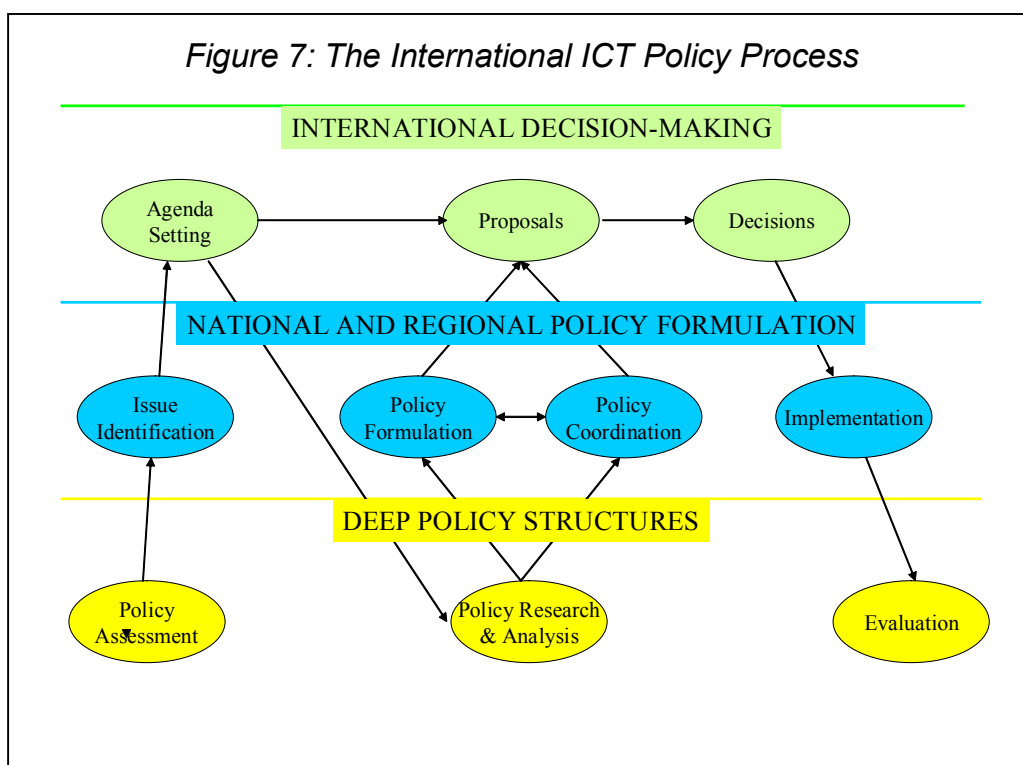 Figure 7: The International ICT Policy Process
INTERNATIONAL DECISION-MAKING
Agenda
Setting
Proposals
Decisions
NATIONAL AND REGIONAL POLICY FORMULATION
Issue
Identification
Policy
Formulation
Policy
Coordination
Implementation
DEEP POLICY STRUCTURES
Policy
Assessment
Policy Research
& Analysis
Evaluation